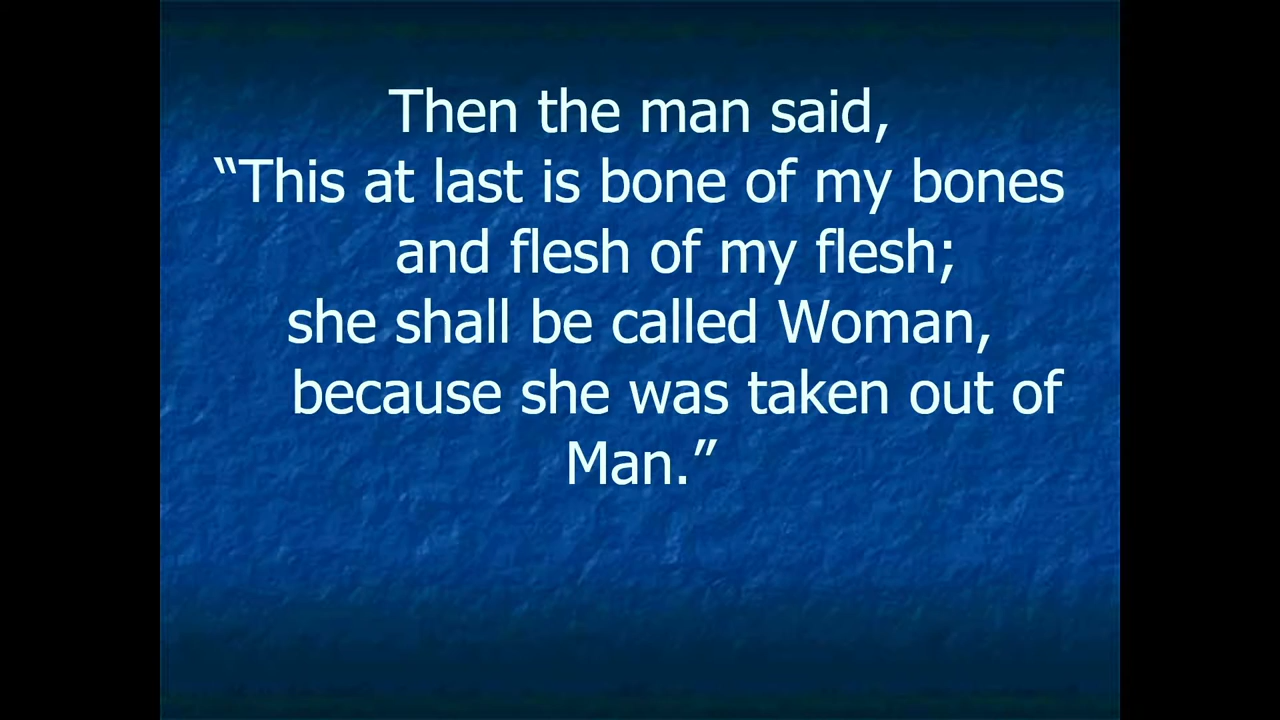 Then the man said,
“This at last is bone of my bones
and flesh of my flesh;
she shall be called Woman,
because she was taken out of
Man.”